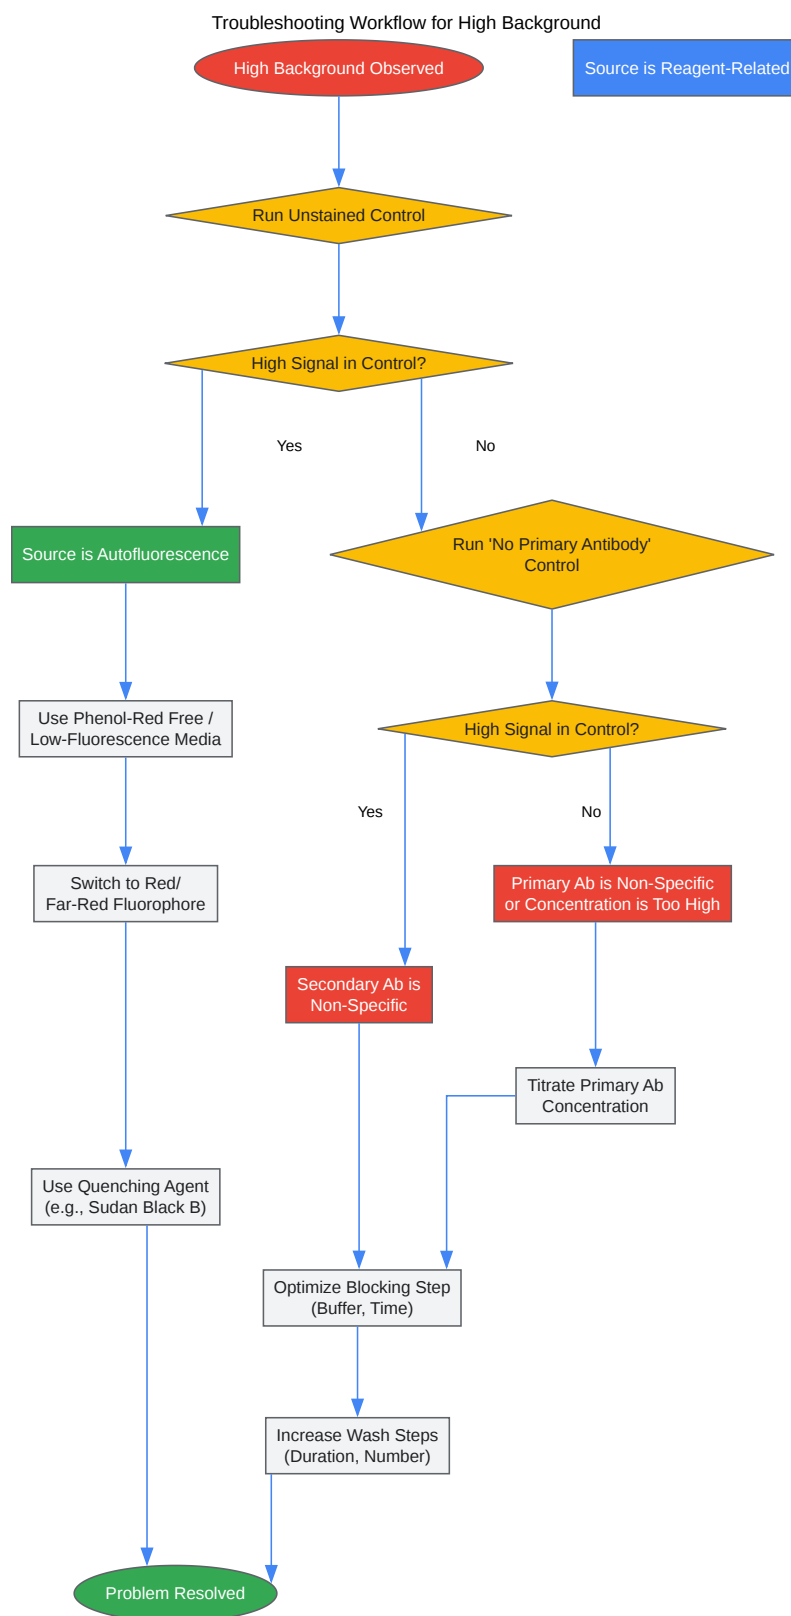 Troubleshooting Workflow for High Background
High Background Observed
Source is Reagent-Related
Run Unstained Control
High Signal in Control?
Yes
No
Source is Autofluorescence
Run 'No Primary Antibody'
Control
Use Phenol-Red Free /
Low-Fluorescence Media
High Signal in Control?
Yes
No
Switch to Red/
Far-Red Fluorophore
Primary Ab is Non-Specific
or Concentration is Too High
Secondary Ab is
Non-Specific
Titrate Primary Ab
Concentration
Use Quenching Agent
(e.g., Sudan Black B)
Optimize Blocking Step
(Buffer, Time)
Increase Wash Steps
(Duration, Number)
Problem Resolved